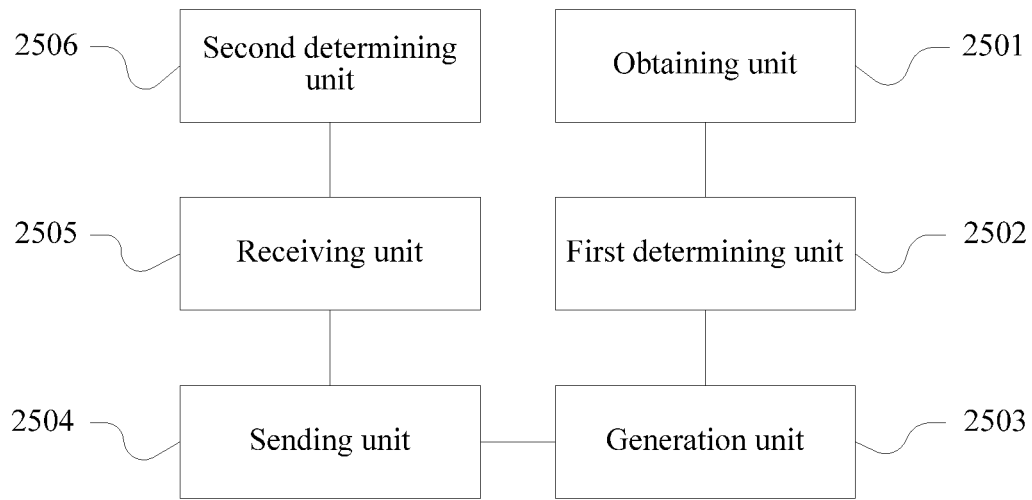 2506
Second determining
unit
Obtaining unit
2501
2505
Receiving unit
First determining unit
2502
2504
Sending unit
Generation unit
2503